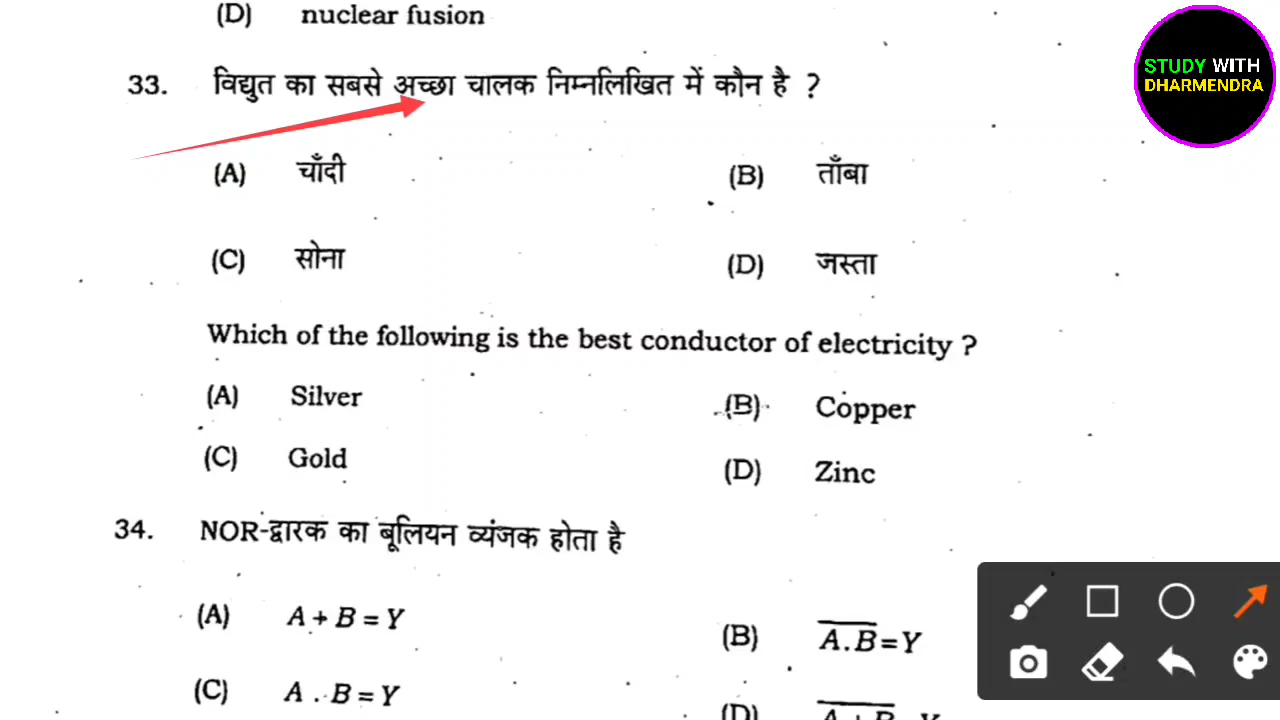 (D) nuclear fusion
STUDY WITH
DHARMENDRA
33. विद्युत का सबसे अच्छा चालक निम्नलिखित में कौन है ?
(A) चाँदी (B) ताँबा
(C) सोना (D) जस्ता
Which of the following is the best conductor of electricity ?
(A) Silver (B) Copper
(C) Gold (D) Zinc
34. NOR-द्वारक का बूलियन व्यंजक होता है
(A) A + B = Y (B) A̅.̅B̅ = Y
(C) A . B = Y (D)